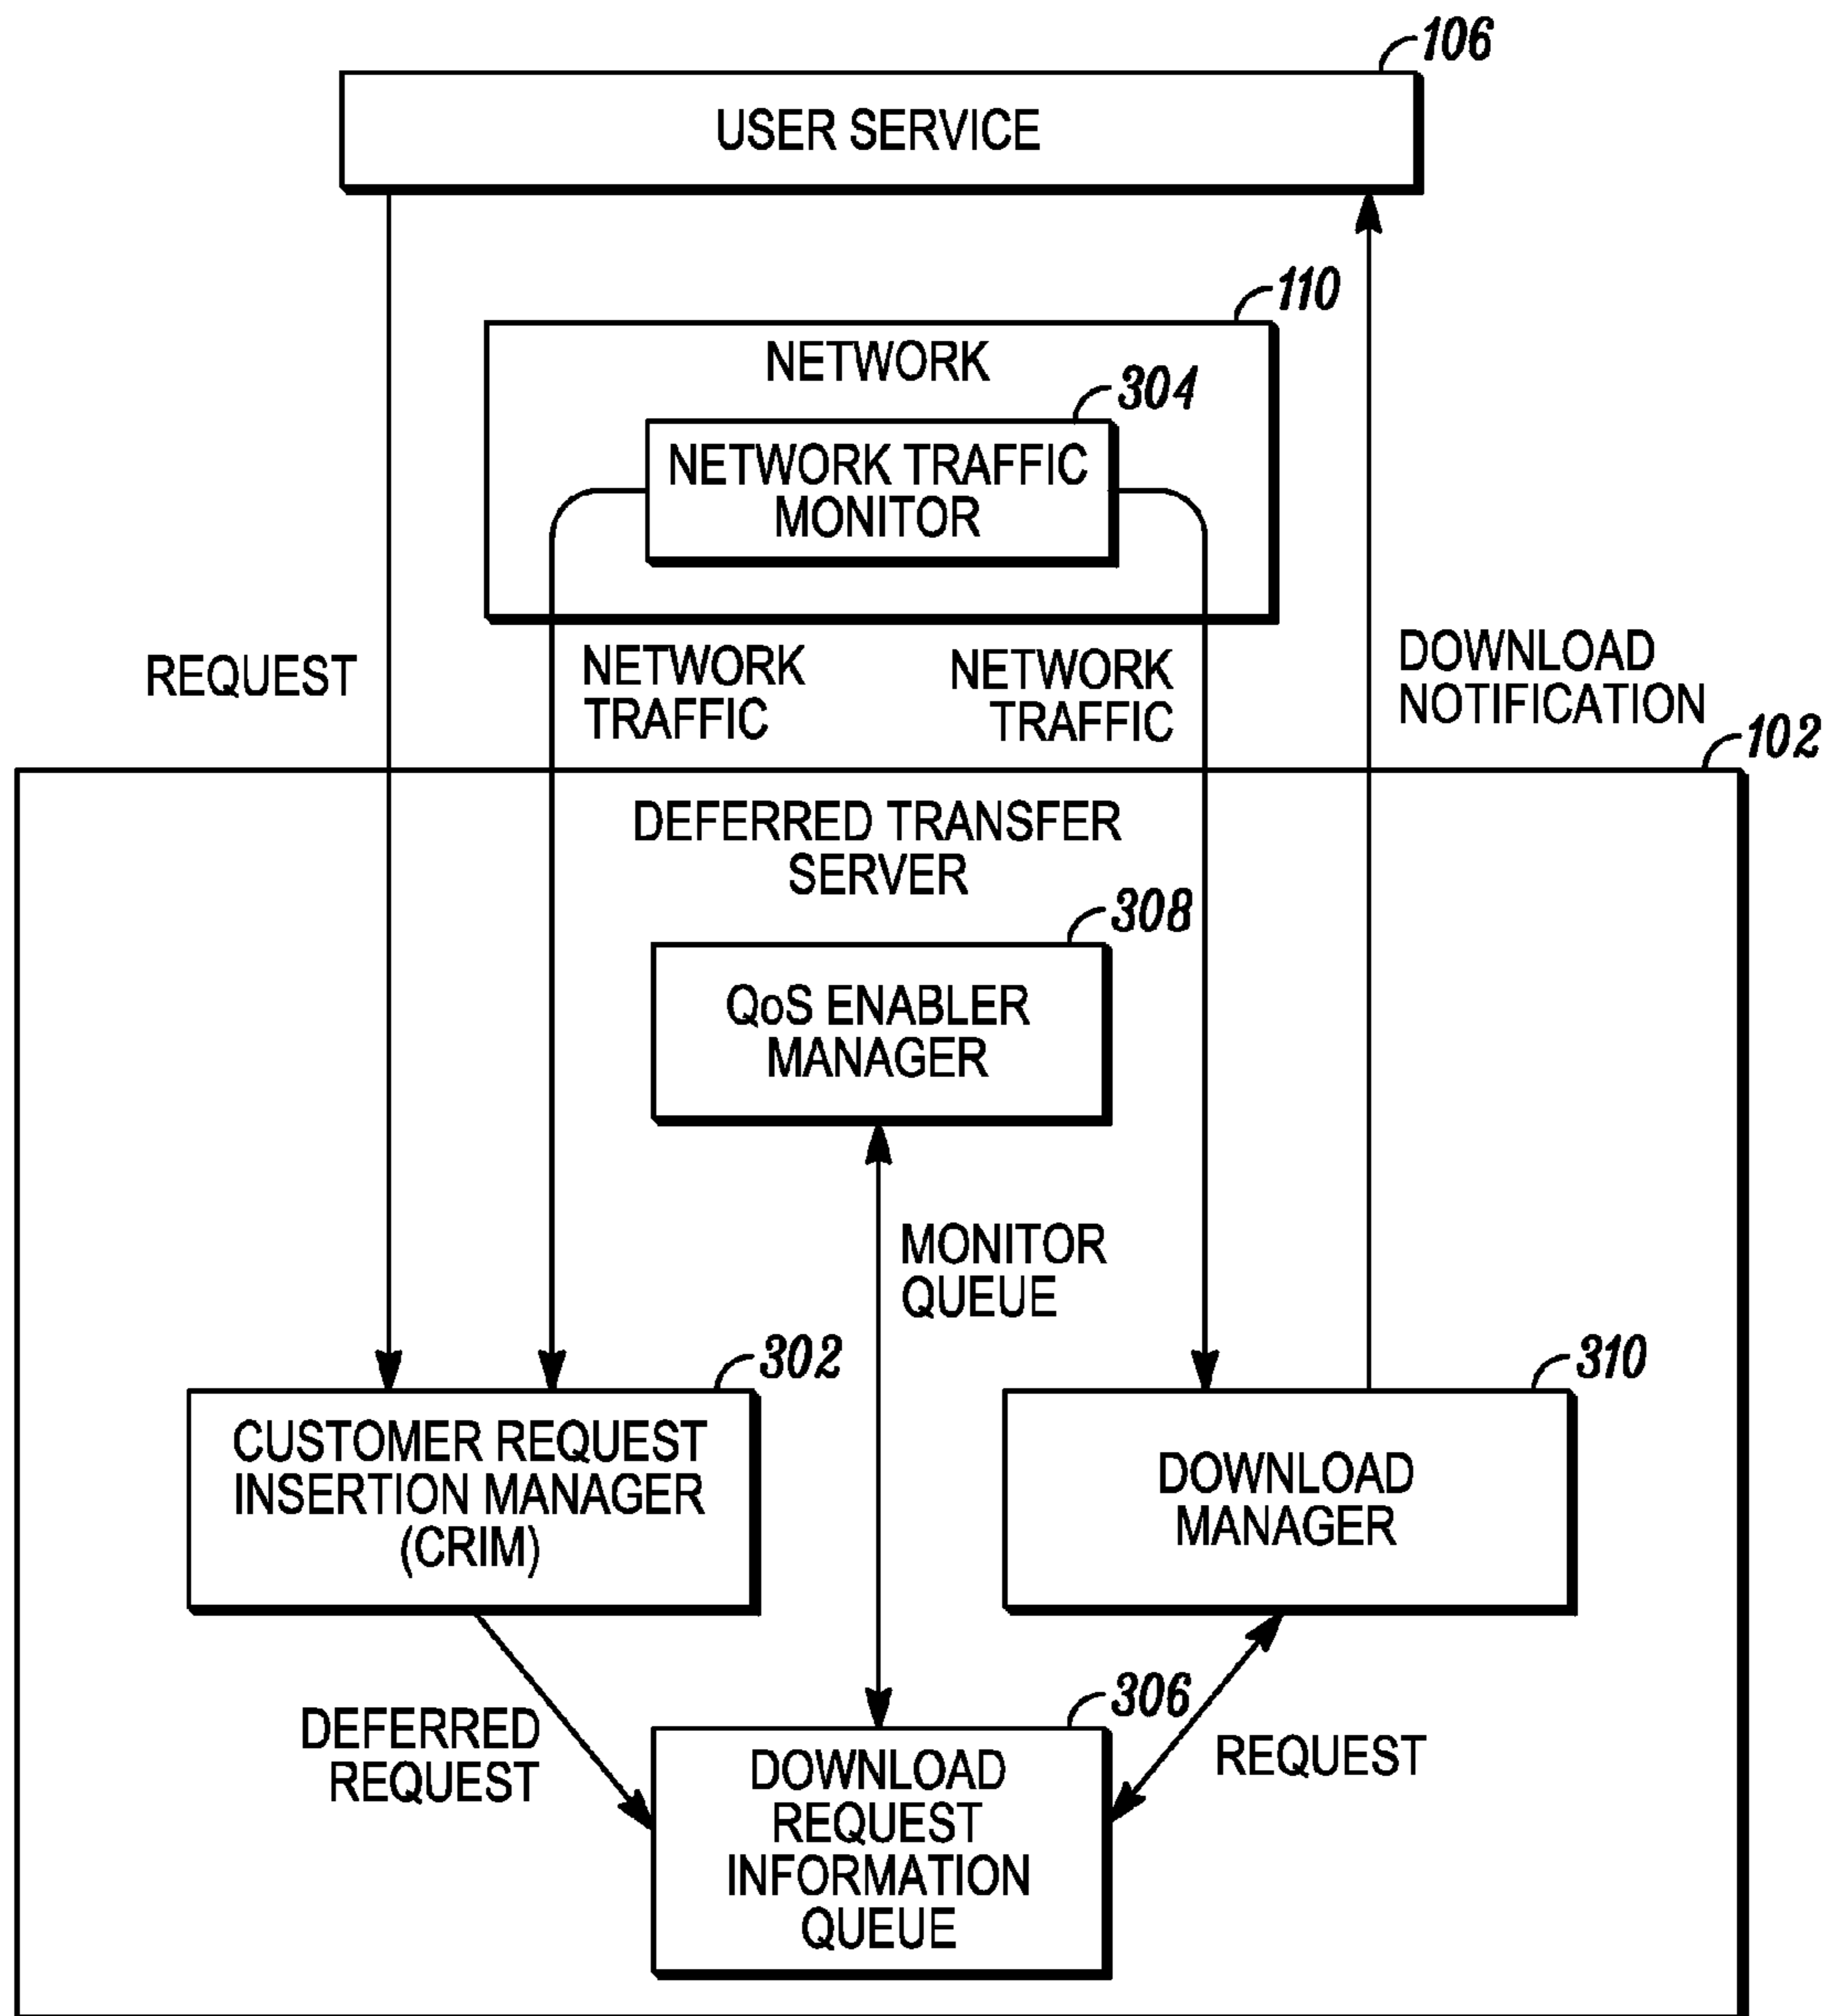 106
USER SERVICE
110
NETWORK
304
NETWORK TRAFFIC
MONITOR
REQUEST
NETWORK
TRAFFIC
NETWORK
TRAFFIC
DOWNLOAD
NOTIFICATION
102
DEFERRED TRANSFER
SERVER
308
QoS ENABLER
MANAGER
MONITOR
QUEUE
302
CUSTOMER REQUEST
INSERTION MANAGER
(CRIM)
310
DOWNLOAD
MANAGER
DEFERRED
REQUEST
306
DOWNLOAD
REQUEST
INFORMATION
QUEUE
REQUEST